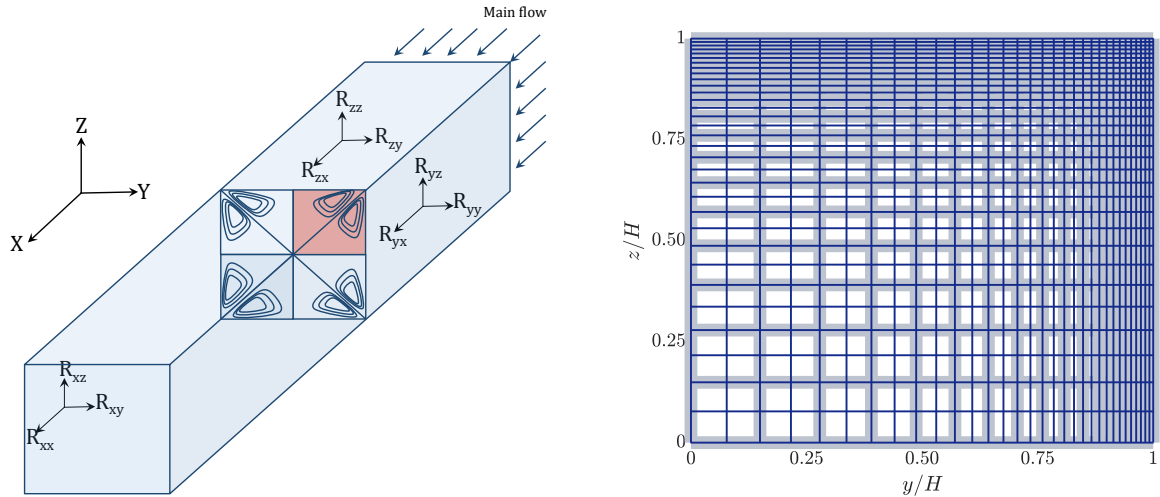 Main flow
Z
Y
X
R_zz
R_zy
R_zx
R_yz
R_yy
R_yx
R_xz
R_xy
R_xx
z/H
1
0.75
0.50
0.25
0
0 0.25 0.50 0.75 1
y/H